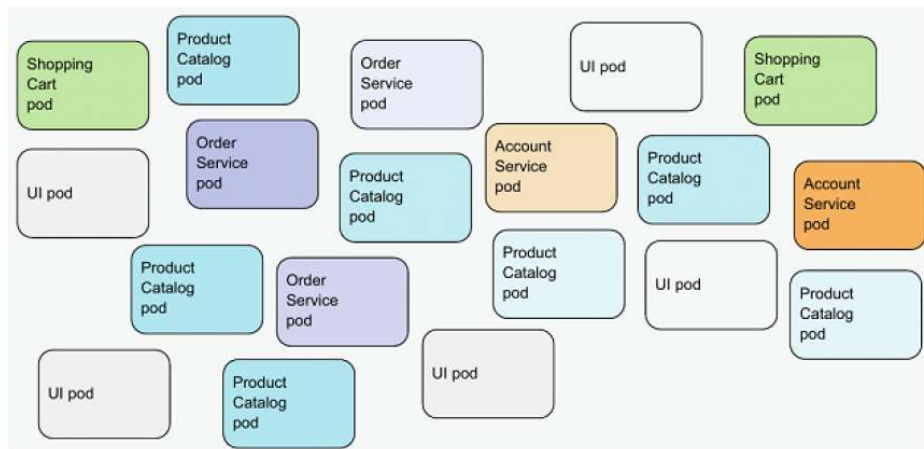 Shopping
Cart
pod
Product
Catalog
pod
Order
Service
pod
UI pod
Shopping
Cart
pod
UI pod
Order
Service
pod
Product
Catalog
pod
Account
Service
pod
Product
Catalog
pod
Account
Service
pod
Product
Catalog
pod
Order
Service
pod
Product
Catalog
pod
UI pod
Product
Catalog
pod
UI pod
Product
Catalog
pod
UI pod